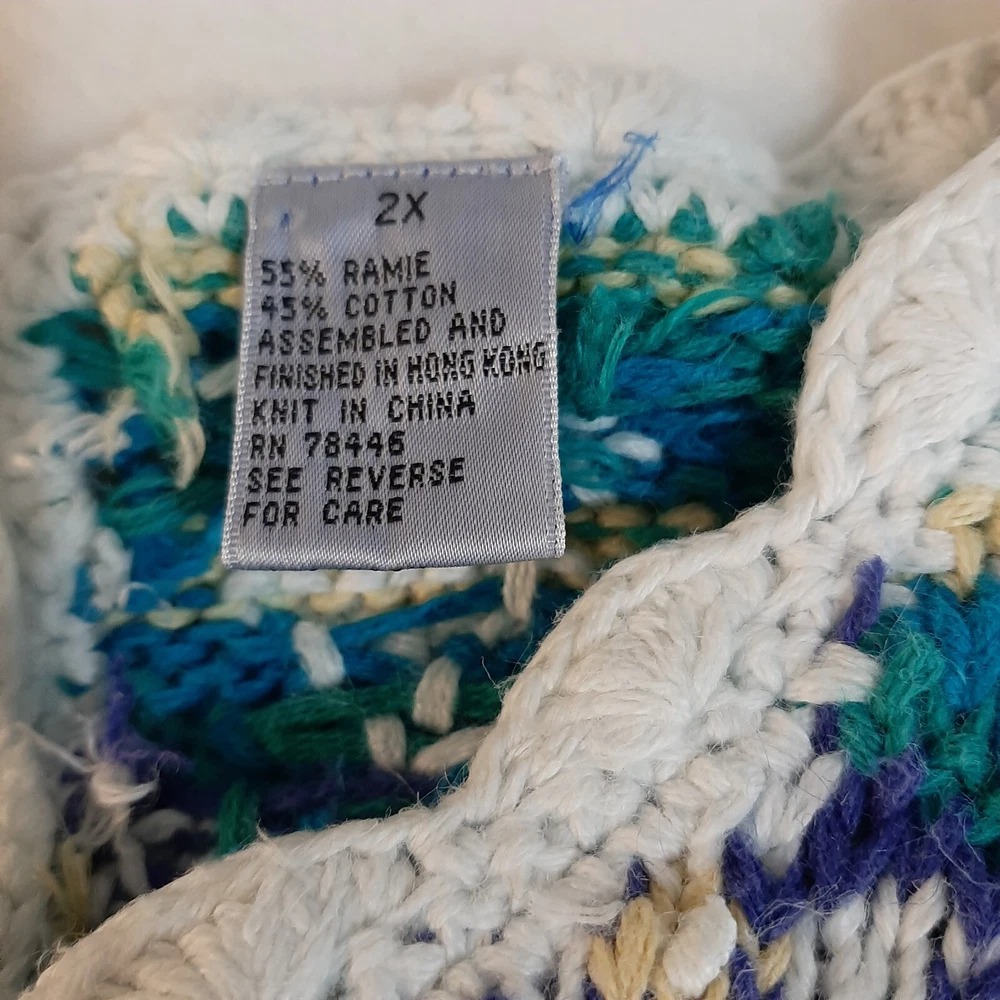 2X
55% RAMIE
45% COTTON
ASSEMBLED AND
FINISHED IN HONG KONG
KNIT IN CHINA
RN 78446
SEE REVERSE
FOR CARE